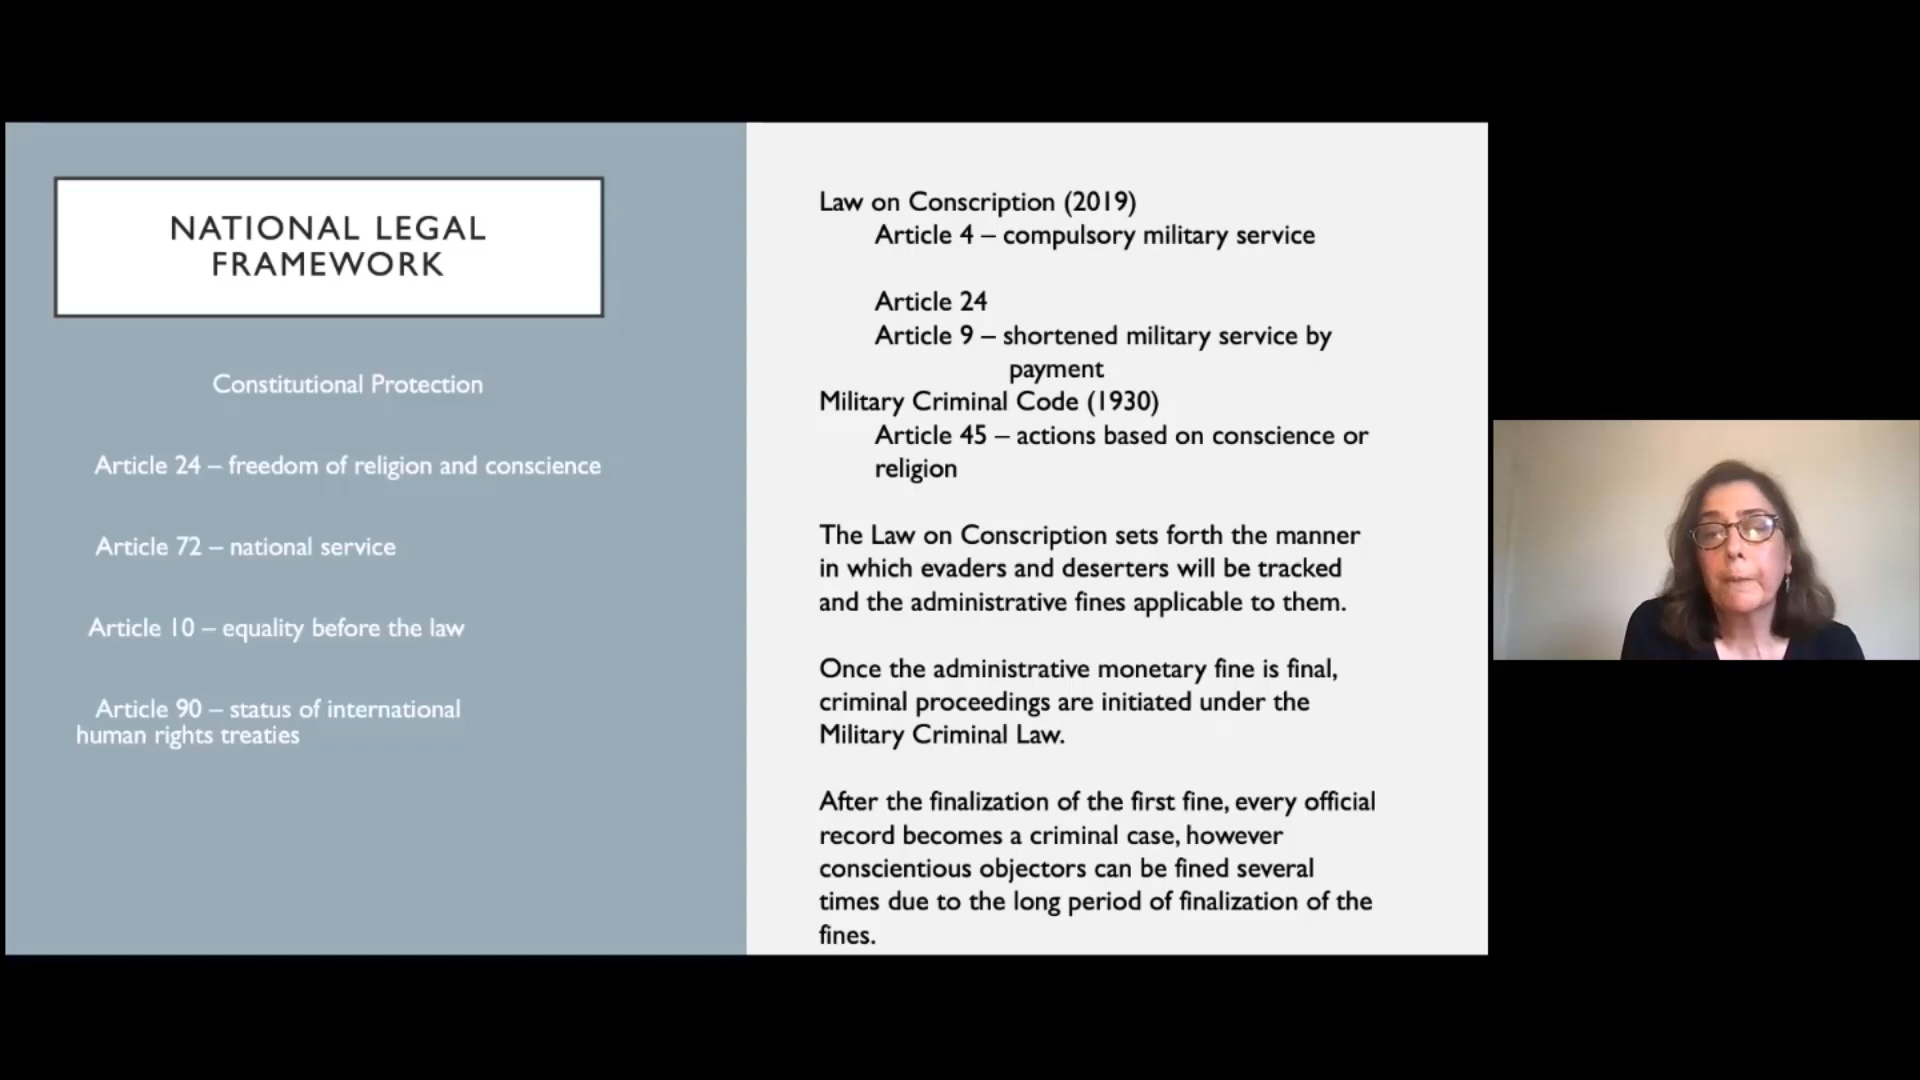 NATIONAL LEGAL
FRAMEWORK
Constitutional Protection
Article 24 – freedom of religion and conscience
Article 72 – national service
Article 10 – equality before the law
Article 90 – status of international
human rights treaties
Law on Conscription (2019)
Article 4 – compulsory military service
Article 24
Article 9 – shortened military service by
payment
Military Criminal Code (1930)
Article 45 – actions based on conscience or
religion
The Law on Conscription sets forth the manner
in which evaders and deserters will be tracked
and the administrative fines applicable to them.
Once the administrative monetary fine is final,
criminal proceedings are initiated under the
Military Criminal Law.
After the finalization of the first fine, every official
record becomes a criminal case, however
conscientious objectors can be fined several
times due to the long period of finalization of the
fines.